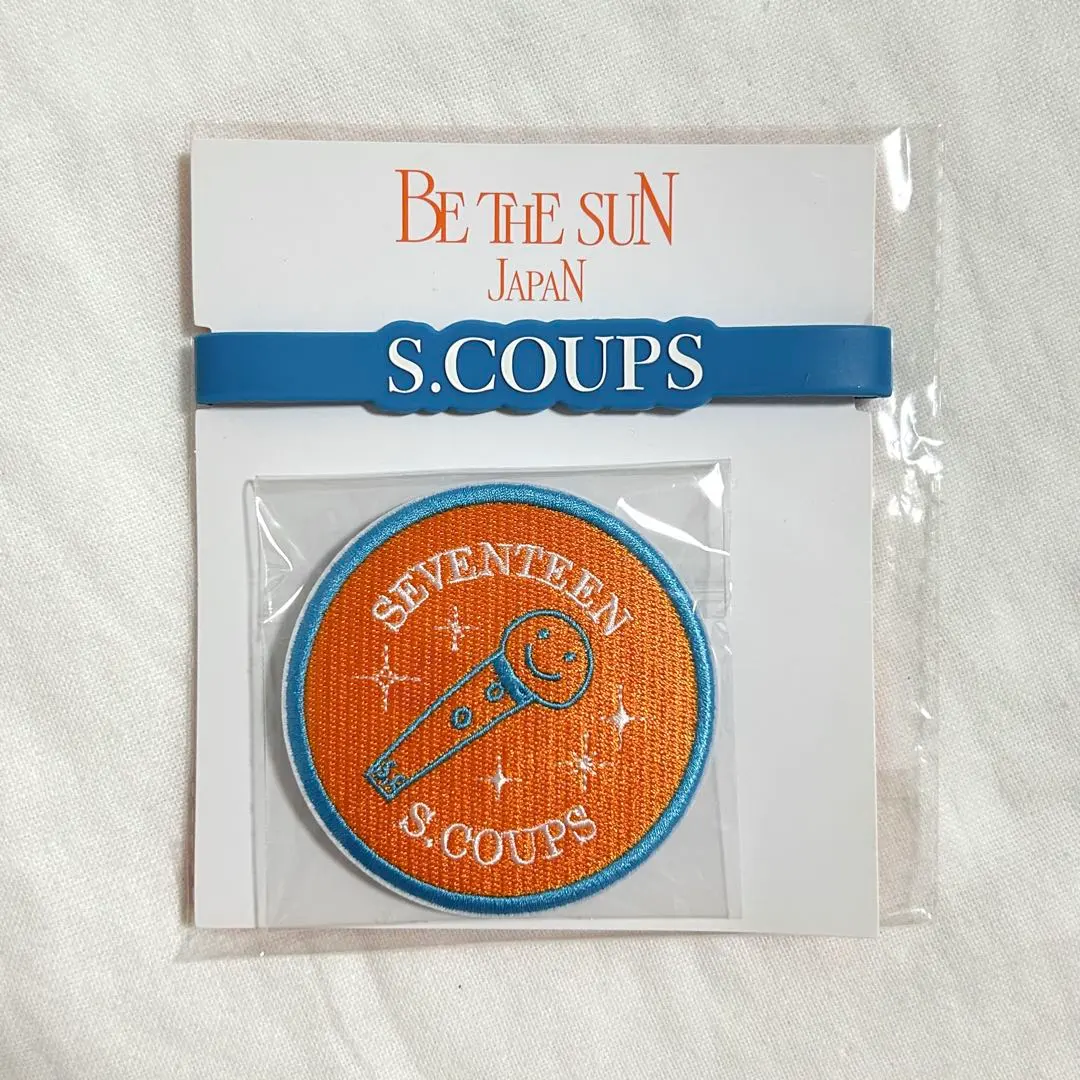 BE THE SUN
JAPAN
S.COUPS
SEVENTEEN
S.COUPS